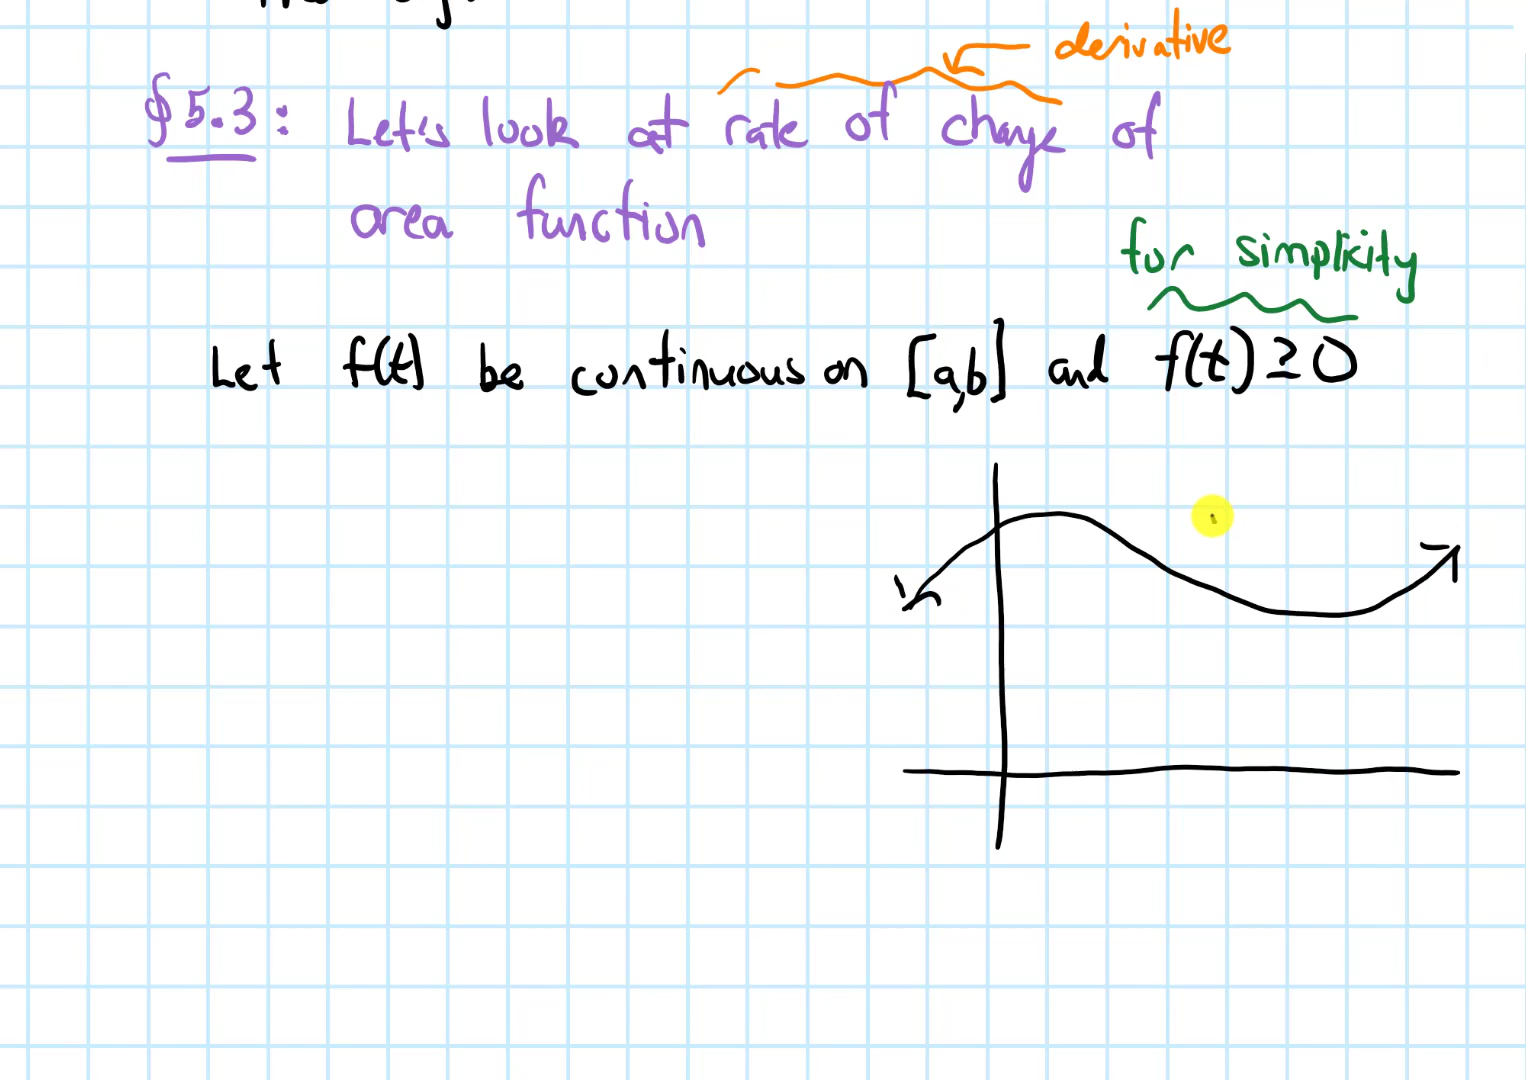 derivative
§5.3: Let's look at rate of change of
area function
for simplicity
Let f(t) be continuous on [a,b] and f(t) ≥ 0